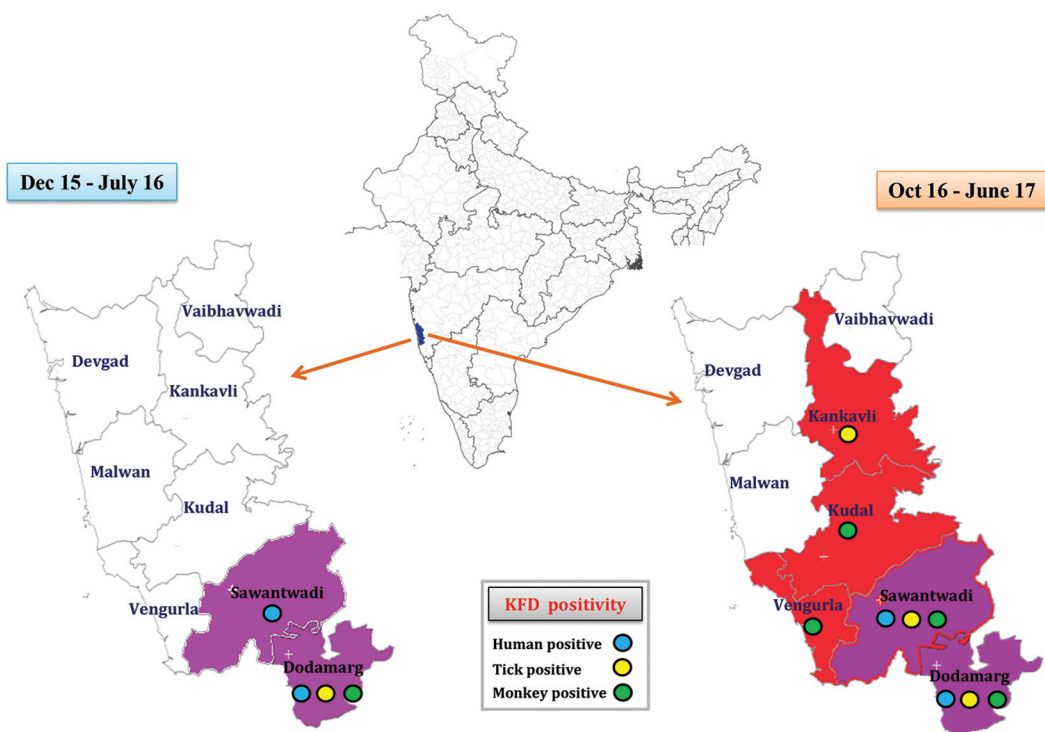 Dec 15 - July 16
Oct 16 - June 17
Vaibhavwadi
Devgad
Kankavli
Malwan
Kudal
Sawantwadi
Vengurla
Dodamarg
KFD positivity
Human positive
Tick positive
Monkey positive
Vaibhavwadi
Devgad
Kankavli
Malwan
Kudal
Vengurla
Sawantwadi
Dodamarg